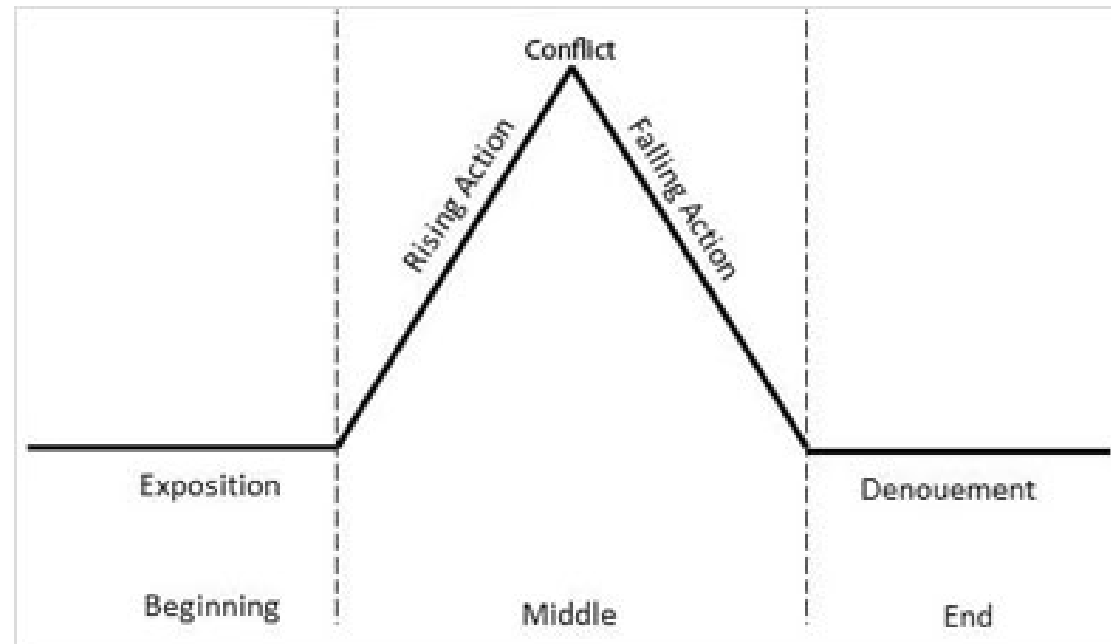 Conflict
Rising Action
Falling Action
Exposition
Denouement
Beginning
Middle
End